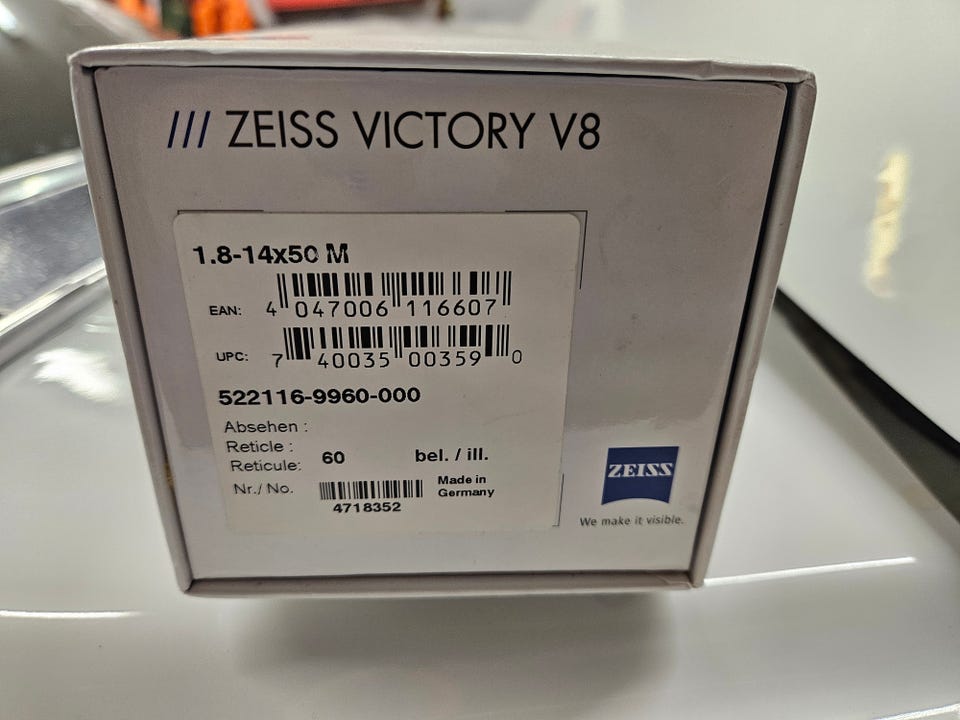 /// ZEISS VICTORY V8
1.8-14x50 M
EAN: 4 047006 116607
UPC: 7 40035 00359 0
522116-9960-000
Absehen :
Reticle :
Reticule: 60 bel. / ill.
Nr./ No. Made in
Germany
4718352
ZEISS
We make it visible.